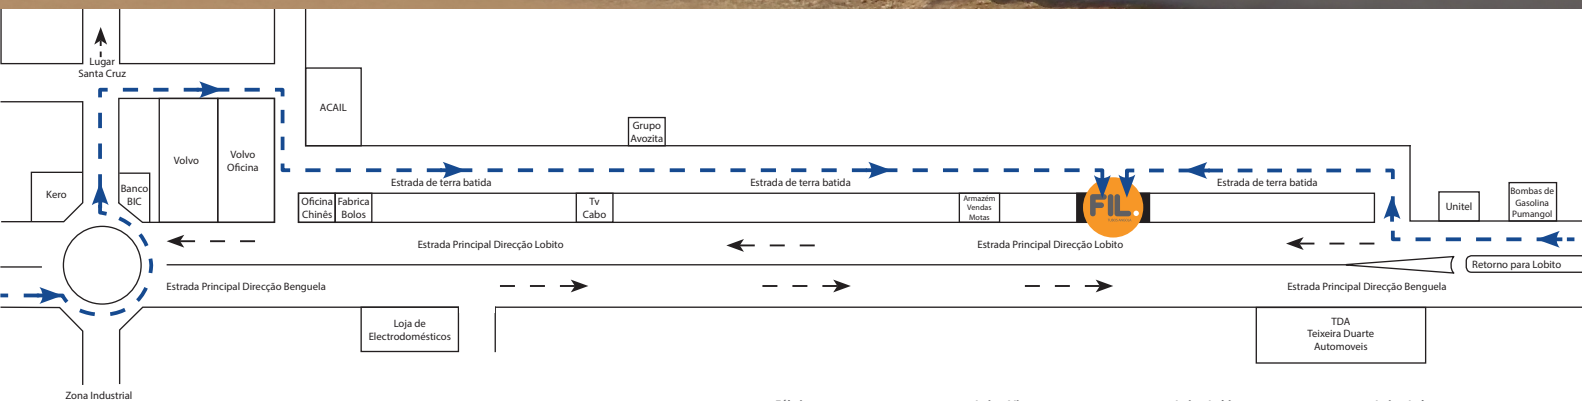 Lugar
Santa Cruz
ACAIL
Grupo
Avozita
Volvo
Volvo
Oficina
Kero
Banco
BIC
Estrada de terra batida
Estrada de terra batida
Estrada de terra batida
Oficina
Chinês
Fabrica
Bolos
Tv
Cabo
Armazém
Vendas
Motas
FIL.
Unitel
Bombas de
Gasolina
Pumangol
Estrada Principal Direcção Lobito
Estrada Principal Direcção Lobito
Retorno para Lobito
Estrada Principal Direcção Benguela
Estrada Principal Direcção Benguela
Loja de
Electrodomésticos
TDA
Teixeira Duarte
Automoveis
Zona Industrial